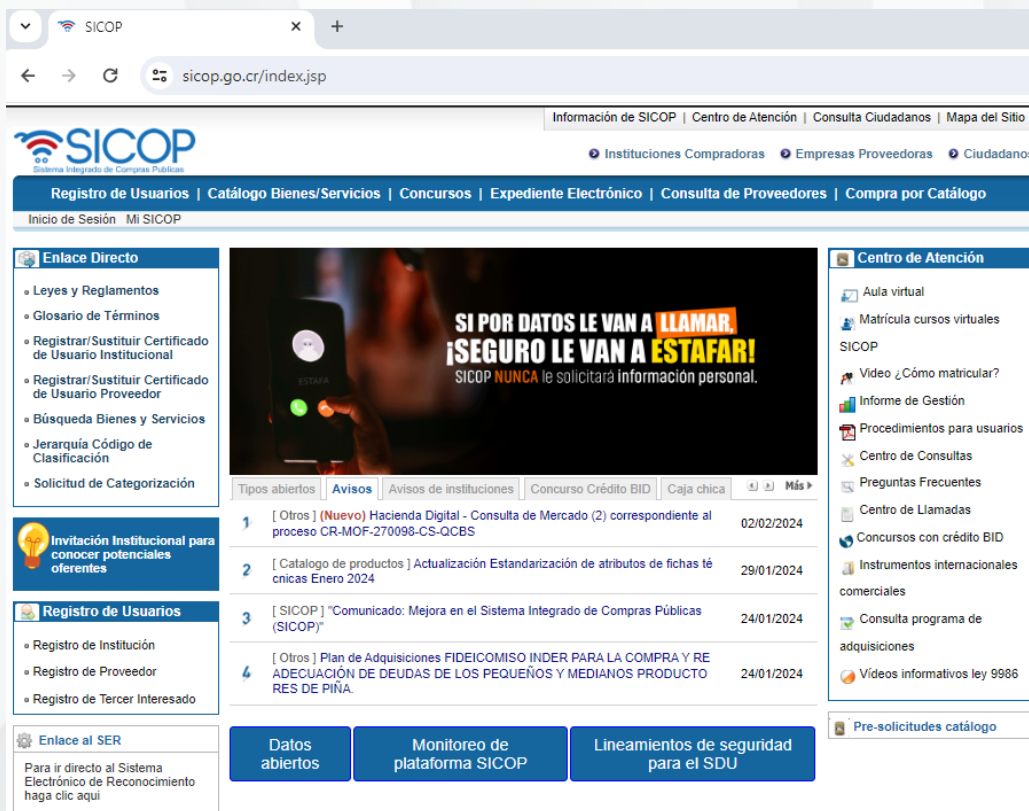 SICOP
sicop.go.cr/index.jsp
Información de SICOP | Centro de Atención | Consulta Ciudadanos | Mapa del Sitio
SICOP
Sistema Integrado de Compras Publicas
Instituciones Compradoras Empresas Proveedoras Ciudadanos
Registro de Usuarios | Catálogo Bienes/Servicios | Concursos | Expediente Electrónico | Consulta de Proveedores | Compra por Catálogo
Inicio de Sesión Mi SICOP
Enlace Directo
Leyes y Reglamentos
Glosario de Términos
Registrar/Sustituir Certificado
de Usuario Institucional
Registrar/Sustituir Certificado
de Usuario Proveedor
Búsqueda Bienes y Servicios
Jerarquía Código de
Clasificación
Solicitud de Categorización
Invitación Institucional para
conocer potenciales
oferentes
Registro de Usuarios
Registro de Institución
Registro de Proveedor
Registro de Tercer Interesado
Enlace al SER
Para ir directo al Sistema
Electrónico de Reconocimiento
haga clic aqui
ESTAFA
SI POR DATOS LE VAN A LLAMAR,
¡SEGURO LE VAN A ESTAFAR!
SICOP NUNCA le solicitará información personal.
Tipos abiertos Avisos Avisos de instituciones Concurso Crédito BID Caja chica Más
1 [ Otros ] (Nuevo) Hacienda Digital - Consulta de Mercado (2) correspondiente al
proceso CR-MOF-270098-CS-QCBS 02/02/2024
2 [ Catalogo de productos ] Actualización Estandarización de atributos de fichas té
cnicas Enero 2024 29/01/2024
3 [ SICOP ] "Comunicado: Mejora en el Sistema Integrado de Compras Públicas
(SICOP)" 24/01/2024
4 [ Otros ] Plan de Adquisiciones FIDEICOMISO INDER PARA LA COMPRA Y RE
ADECUACIÓN DE DEUDAS DE LOS PEQUEÑOS Y MEDIANOS PRODUCTO
RES DE PIÑA. 24/01/2024
Datos
abiertos
Monitoreo de
plataforma SICOP
Lineamientos de seguridad
para el SDU
Centro de Atención
Aula virtual
Matrícula cursos virtuales
SICOP
Video ¿Cómo matricular?
Informe de Gestión
Procedimientos para usuarios
Centro de Consultas
Preguntas Frecuentes
Centro de Llamadas
Concursos con crédito BID
Instrumentos internacionales
comerciales
Consulta programa de
adquisiciones
Vídeos informativos ley 9986
Pre-solicitudes catálogo